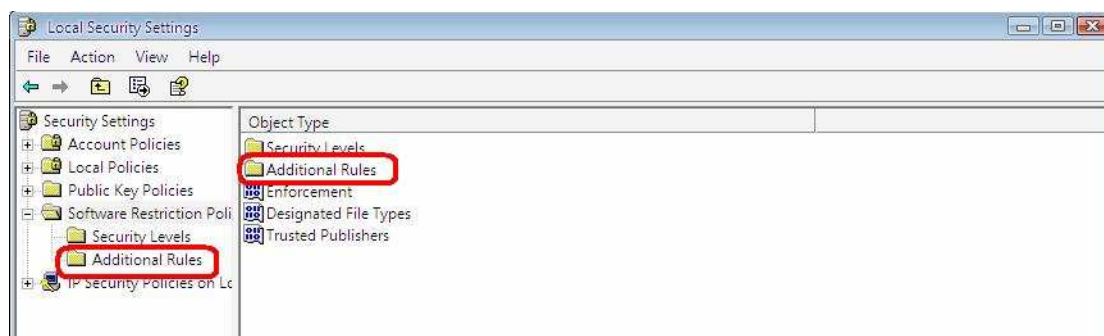 Local Security Settings
File Action View Help
Security Settings
Account Policies
Local Policies
Public Key Policies
Software Restriction Poli
Security Levels
Additional Rules
IP Security Policies on Lo
Object Type
Security Levels
Additional Rules
Enforcement
Designated File Types
Trusted Publishers